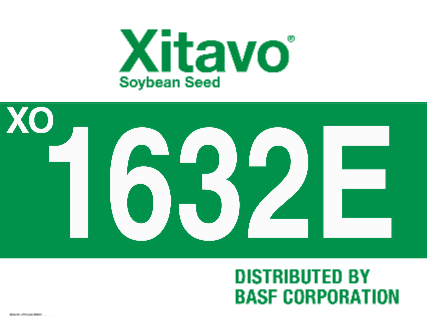 Xitavo®
Soybean Seed
XO
1632E
DISTRIBUTED BY
BASF CORPORATION